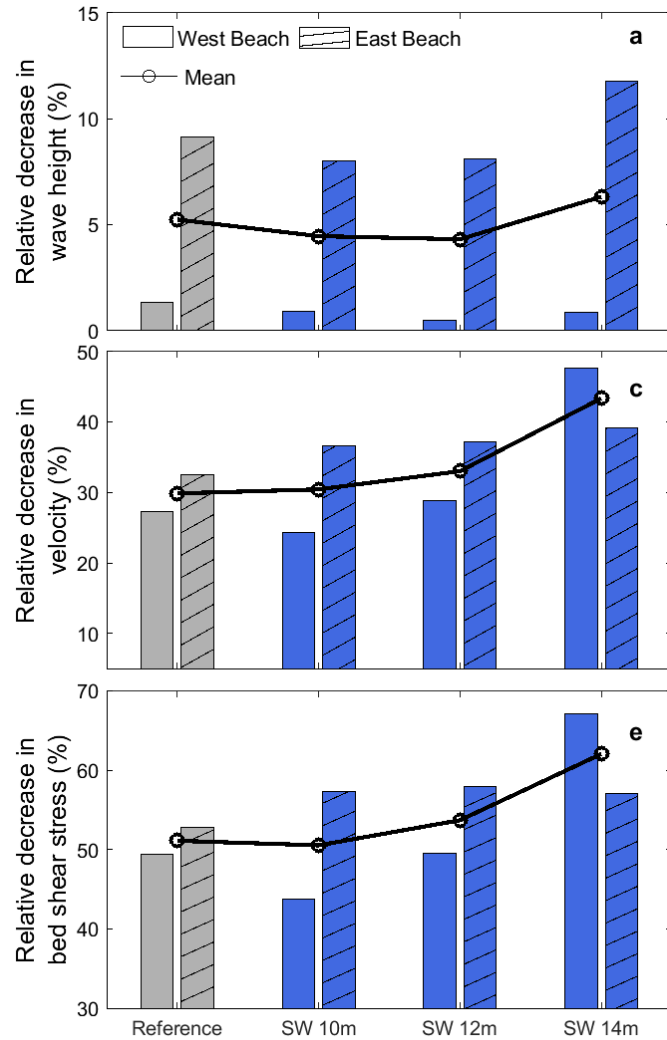 15
10
5
0
Relative decrease in
wave height (%)
West Beach
East Beach
Mean
a
50
40
30
20
10
Relative decrease in
velocity (%)
c
70
60
50
40
30
Relative decrease in
bed shear stress (%)
e
Reference
SW 10m
SW 12m
SW 14m